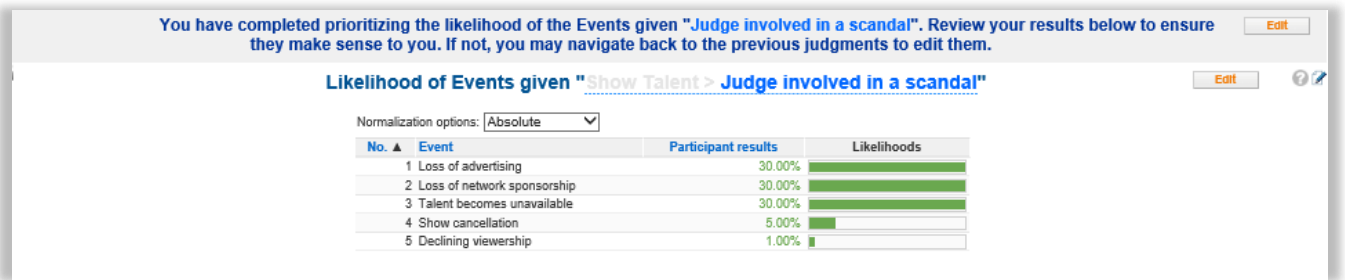 You have completed prioritizing the likelihood of the Events given "Judge involved in a scandal". Review your results below to ensure Edit
they make sense to you. If not, you may navigate back to the previous judgments to edit them.
Likelihood of Events given "Show Talent > Judge involved in a scandal" Edit
Normalization options: Absolute
No. ▲ Event Participant results Likelihoods
1 Loss of advertising 30.00%
2 Loss of network sponsorship 30.00%
3 Talent becomes unavailable 30.00%
4 Show cancellation 5.00%
5 Declining viewership 1.00%